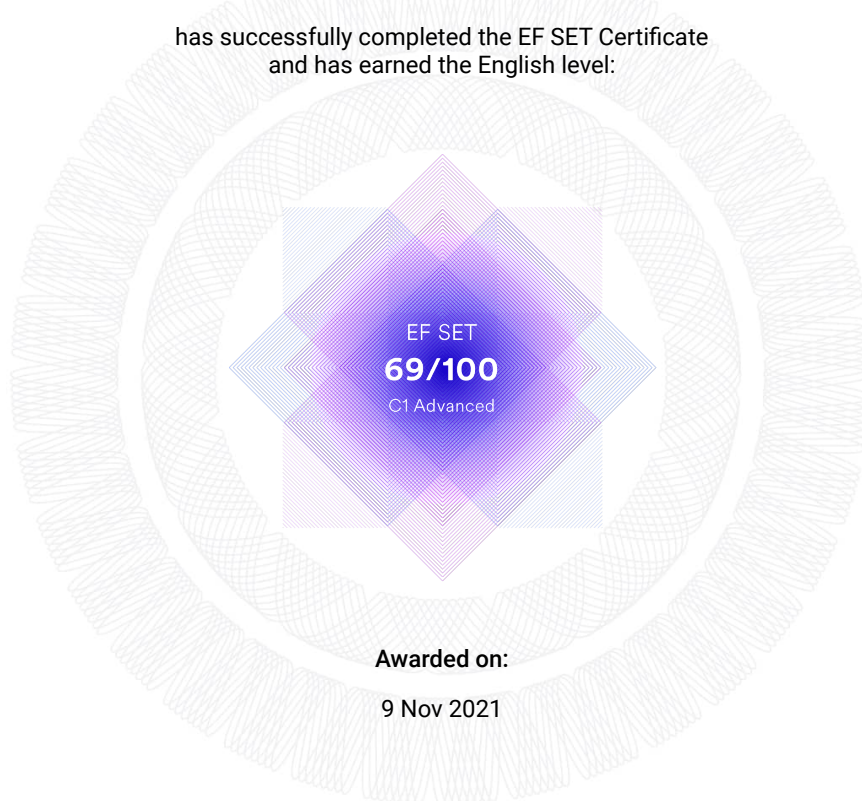 has successfully completed the EF SET Certificate
and has earned the English level:
EF SET
69/100
C1 Advanced
Awarded on:
9 Nov 2021